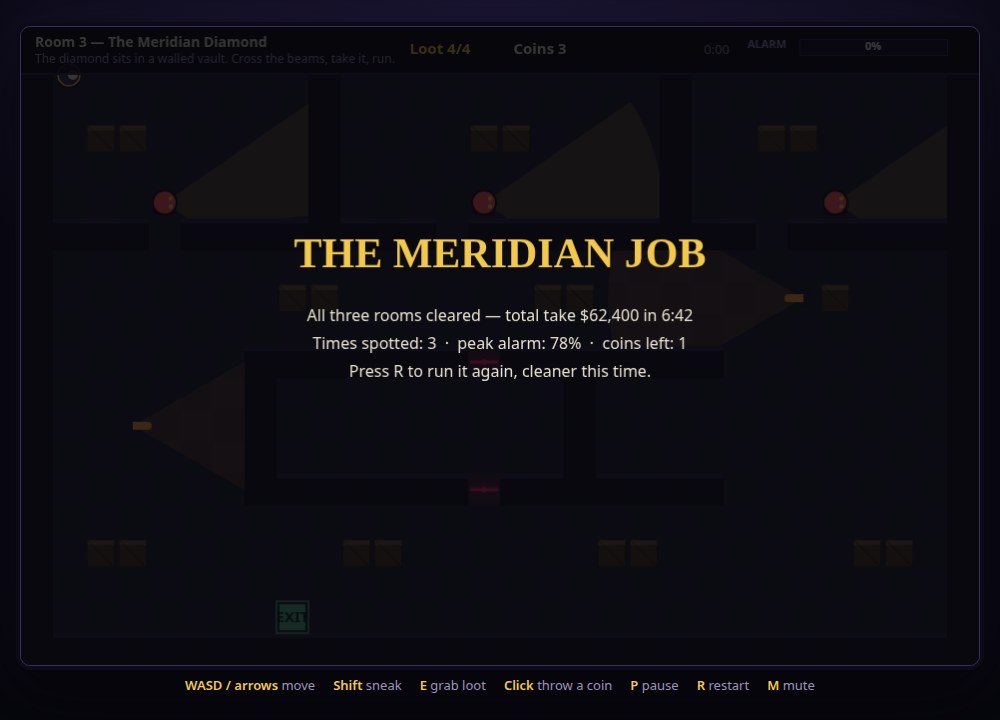 Room 3 — The Meridian Diamond
The diamond sits in a walled vault. Cross the beams, take it, run.
Loot 4/4
Coins 3
0:00
ALARM
0%
THE MERIDIAN JOB
All three rooms cleared — total take $62,400 in 6:42
Times spotted: 3 · peak alarm: 78% · coins left: 1
Press R to run it again, cleaner this time.
EXIT
WASD / arrows move Shift sneak E grab loot Click throw a coin P pause R restart M mute